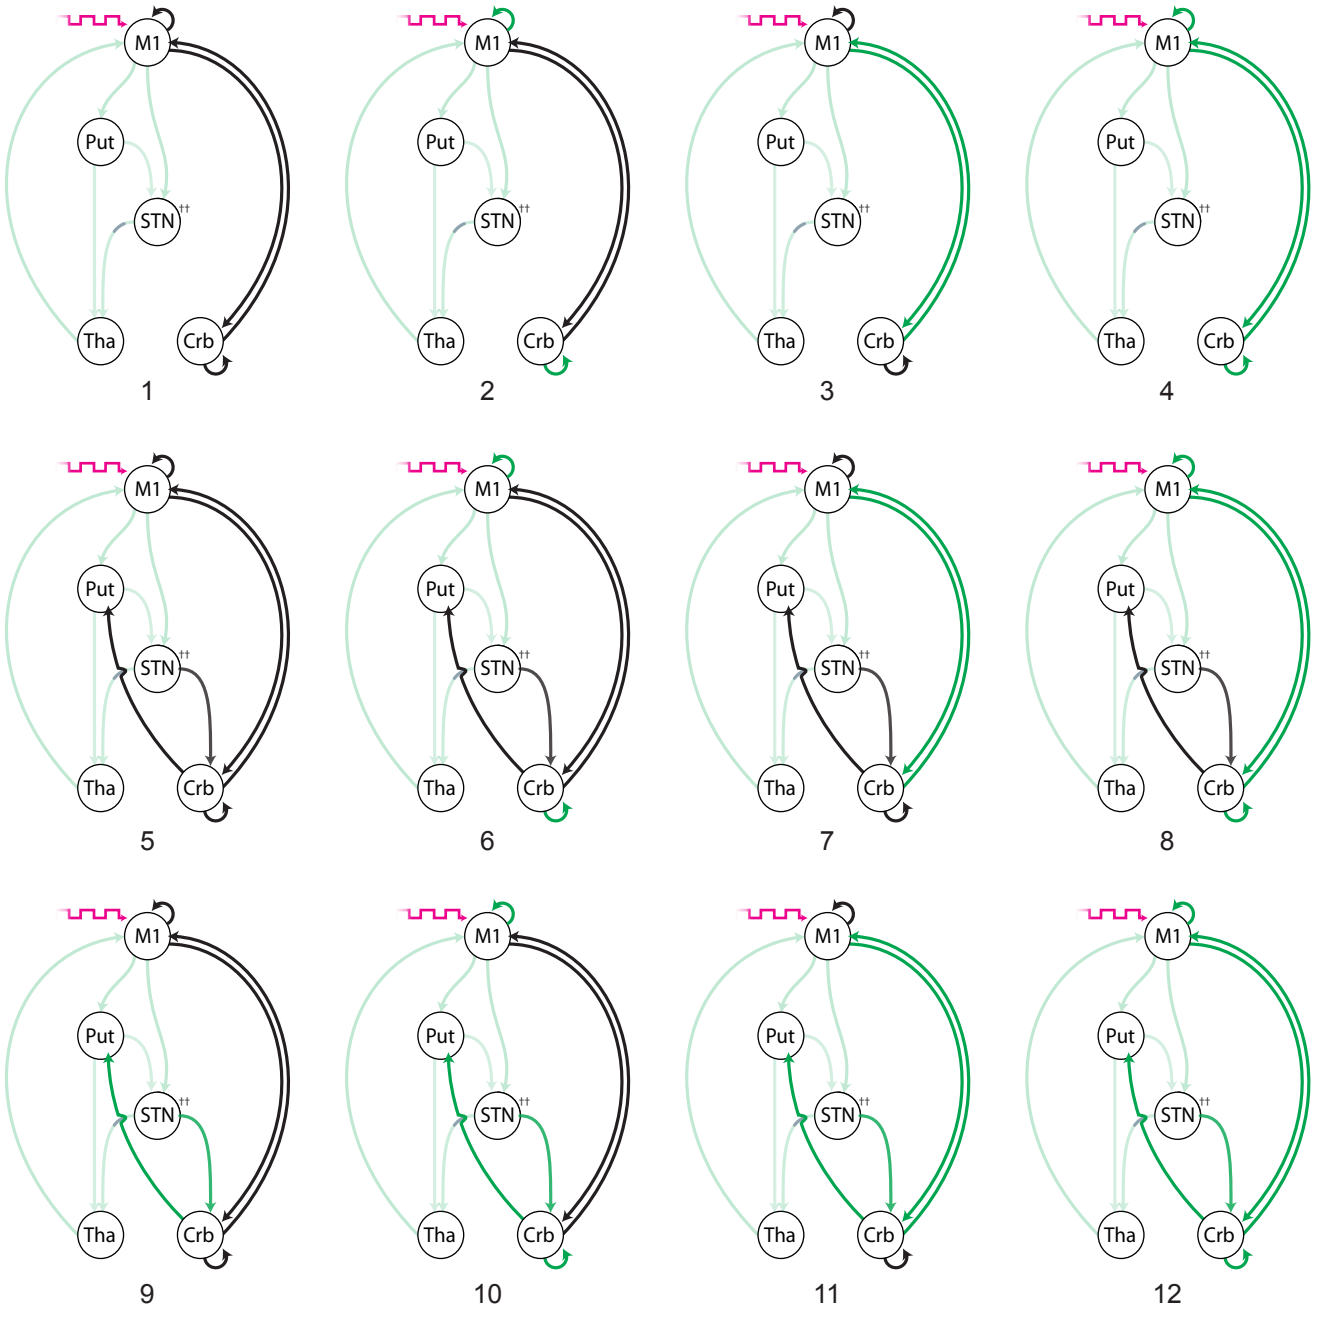 M1 M1 M1 M1
Put Put Put Put
STN†† STN†† STN†† STN††
Tha Crb Tha Crb Tha Crb Tha Crb
1 2 3 4
M1 M1 M1 M1
Put Put Put Put
STN†† STN†† STN†† STN††
Tha Crb Tha Crb Tha Crb Tha Crb
5 6 7 8
M1 M1 M1 M1
Put Put Put Put
STN†† STN†† STN†† STN††
Tha Crb Tha Crb Tha Crb Tha Crb
9 10 11 12